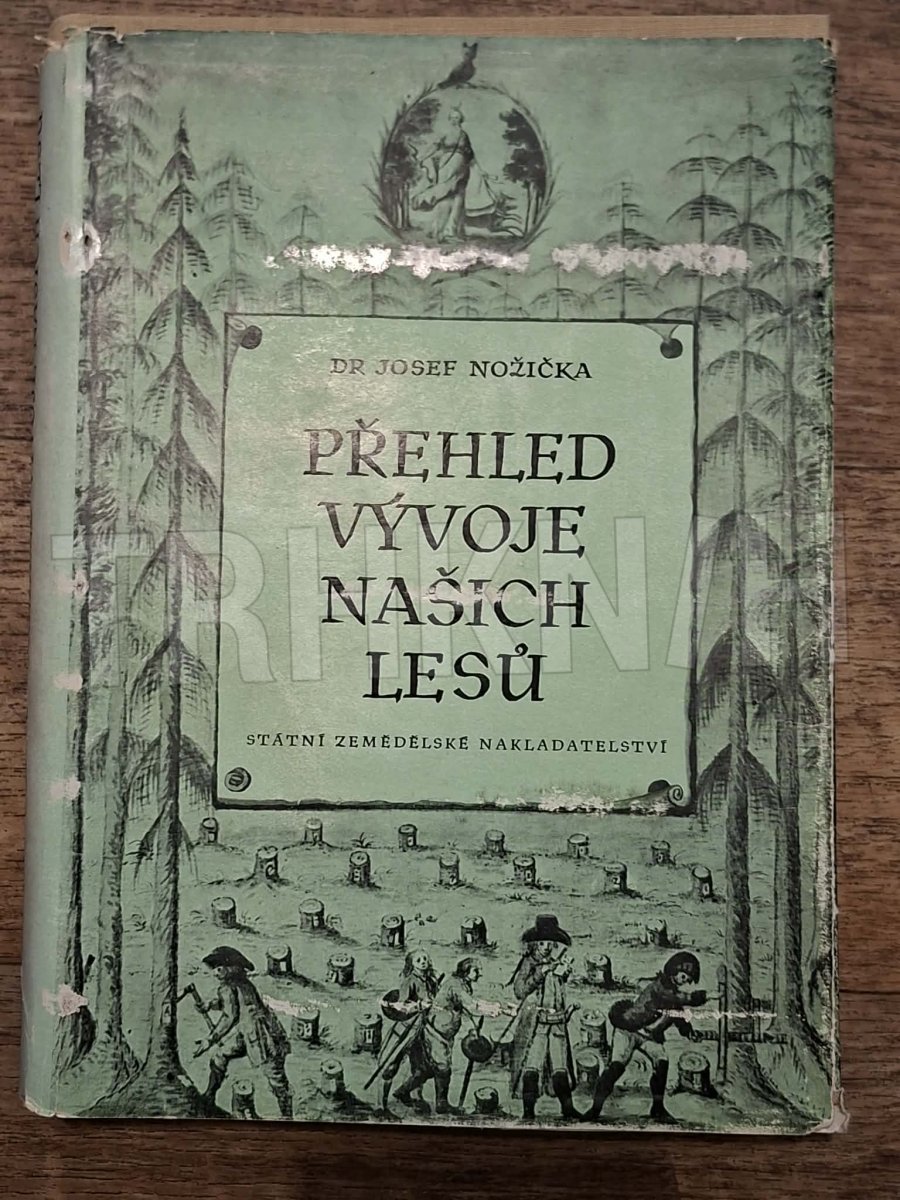 DR JOSEF NOŽIČKA
PŘEHLED
VÝVOJE
NAŠICH
LESŮ
STÁTNÍ ZEMĚDĚLSKÉ NAKLADATELSTVÍ